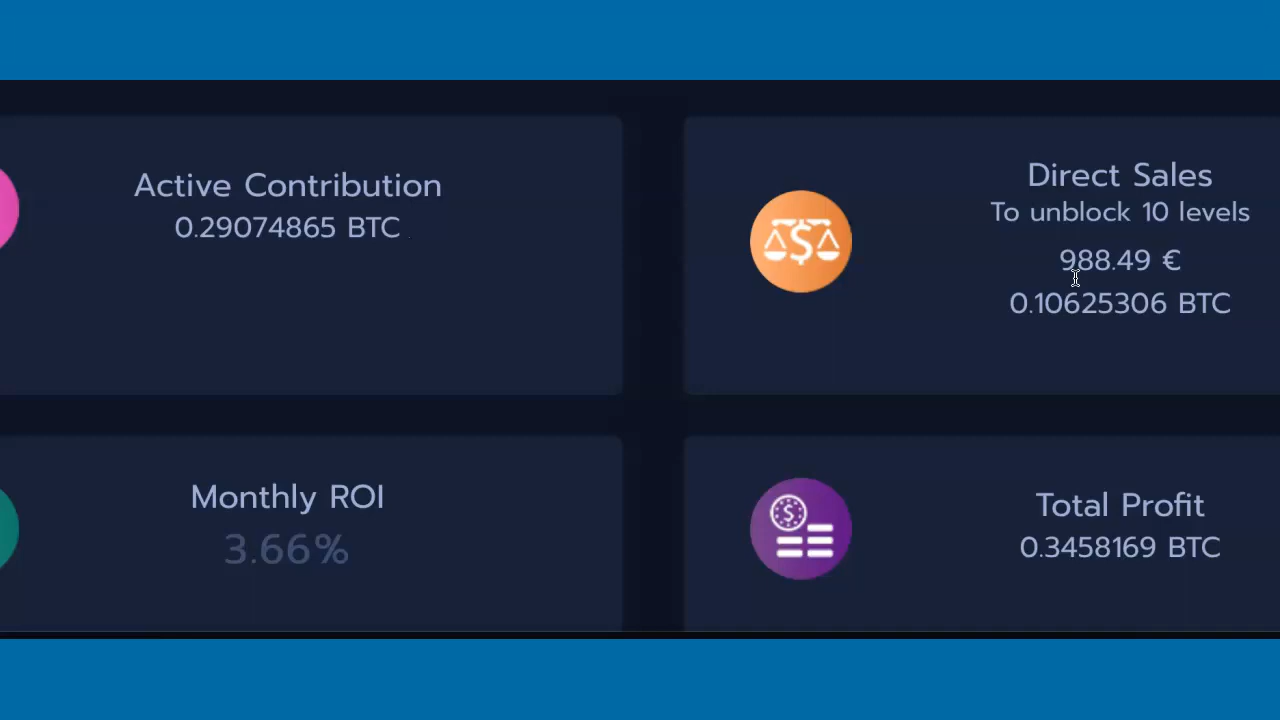 Active Contribution
0.29074865 BTC
Direct Sales
To unblock 10 levels
988.49 €
0.10625306 BTC
Monthly ROI
3.66%
Total Profit
0.3458169 BTC